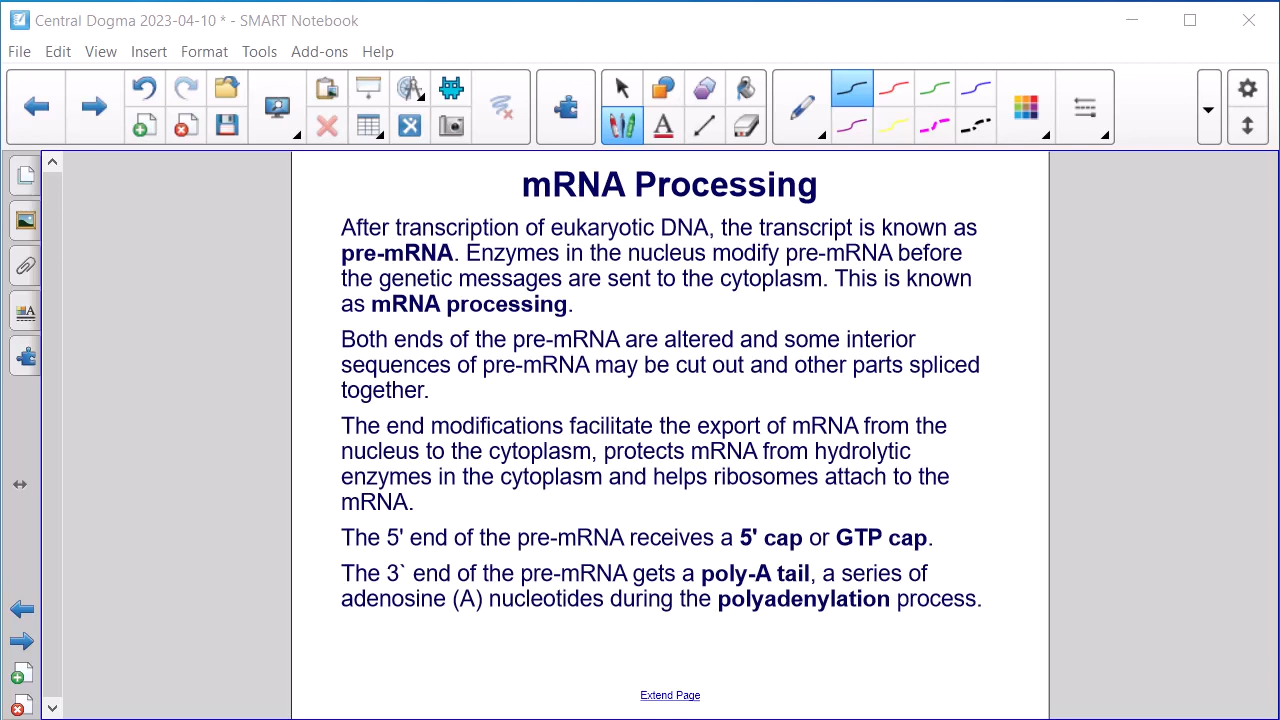 Central Dogma 2023-04-10 * - SMART Notebook
File Edit View Insert Format Tools Add-ons Help
mRNA Processing
After transcription of eukaryotic DNA, the transcript is known as
pre-mRNA. Enzymes in the nucleus modify pre-mRNA before
the genetic messages are sent to the cytoplasm. This is known
as mRNA processing.
Both ends of the pre-mRNA are altered and some interior
sequences of pre-mRNA may be cut out and other parts spliced
together.
The end modifications facilitate the export of mRNA from the
nucleus to the cytoplasm, protects mRNA from hydrolytic
enzymes in the cytoplasm and helps ribosomes attach to the
mRNA.
The 5' end of the pre-mRNA receives a 5' cap or GTP cap.
The 3` end of the pre-mRNA gets a poly-A tail, a series of
adenosine (A) nucleotides during the polyadenylation process.
Extend Page